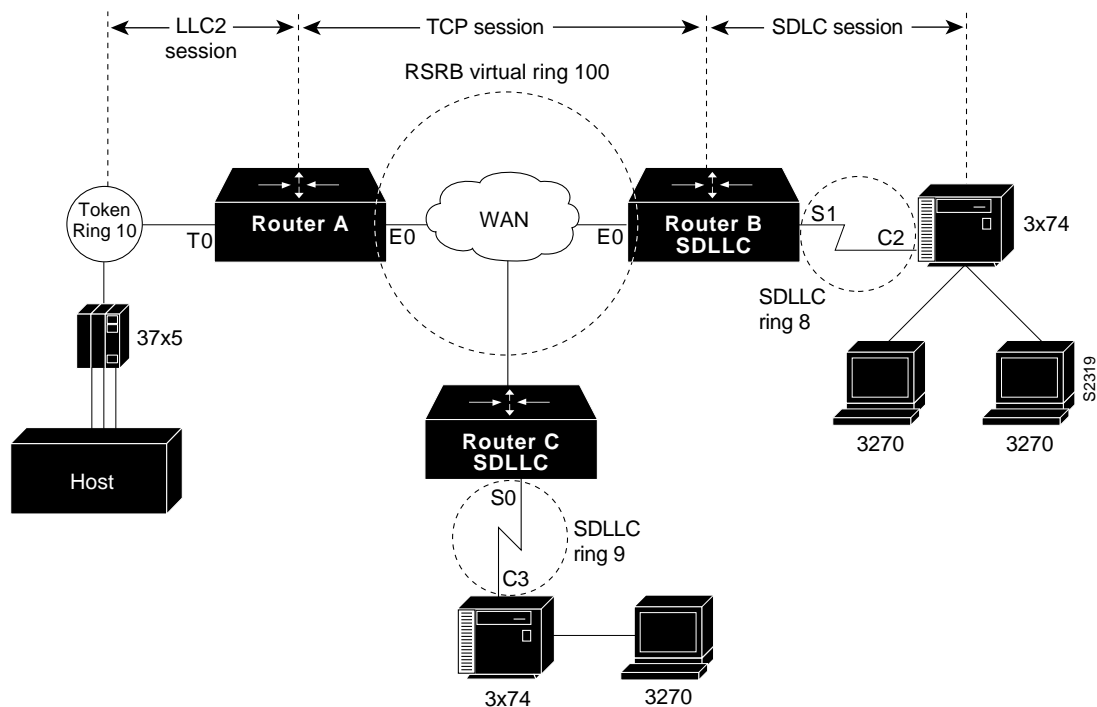 LLC2
session
TCP session
SDLC session
RSRB virtual ring 100
Token
Ring 10
T0
Router A
E0
WAN
E0
Router B
SDLLC
S1
C2
3x74
SDLLC
ring 8
37x5
Host
3270
3270
S2319
Router C
SDLLC
S0
SDLLC
ring 9
C3
3x74
3270